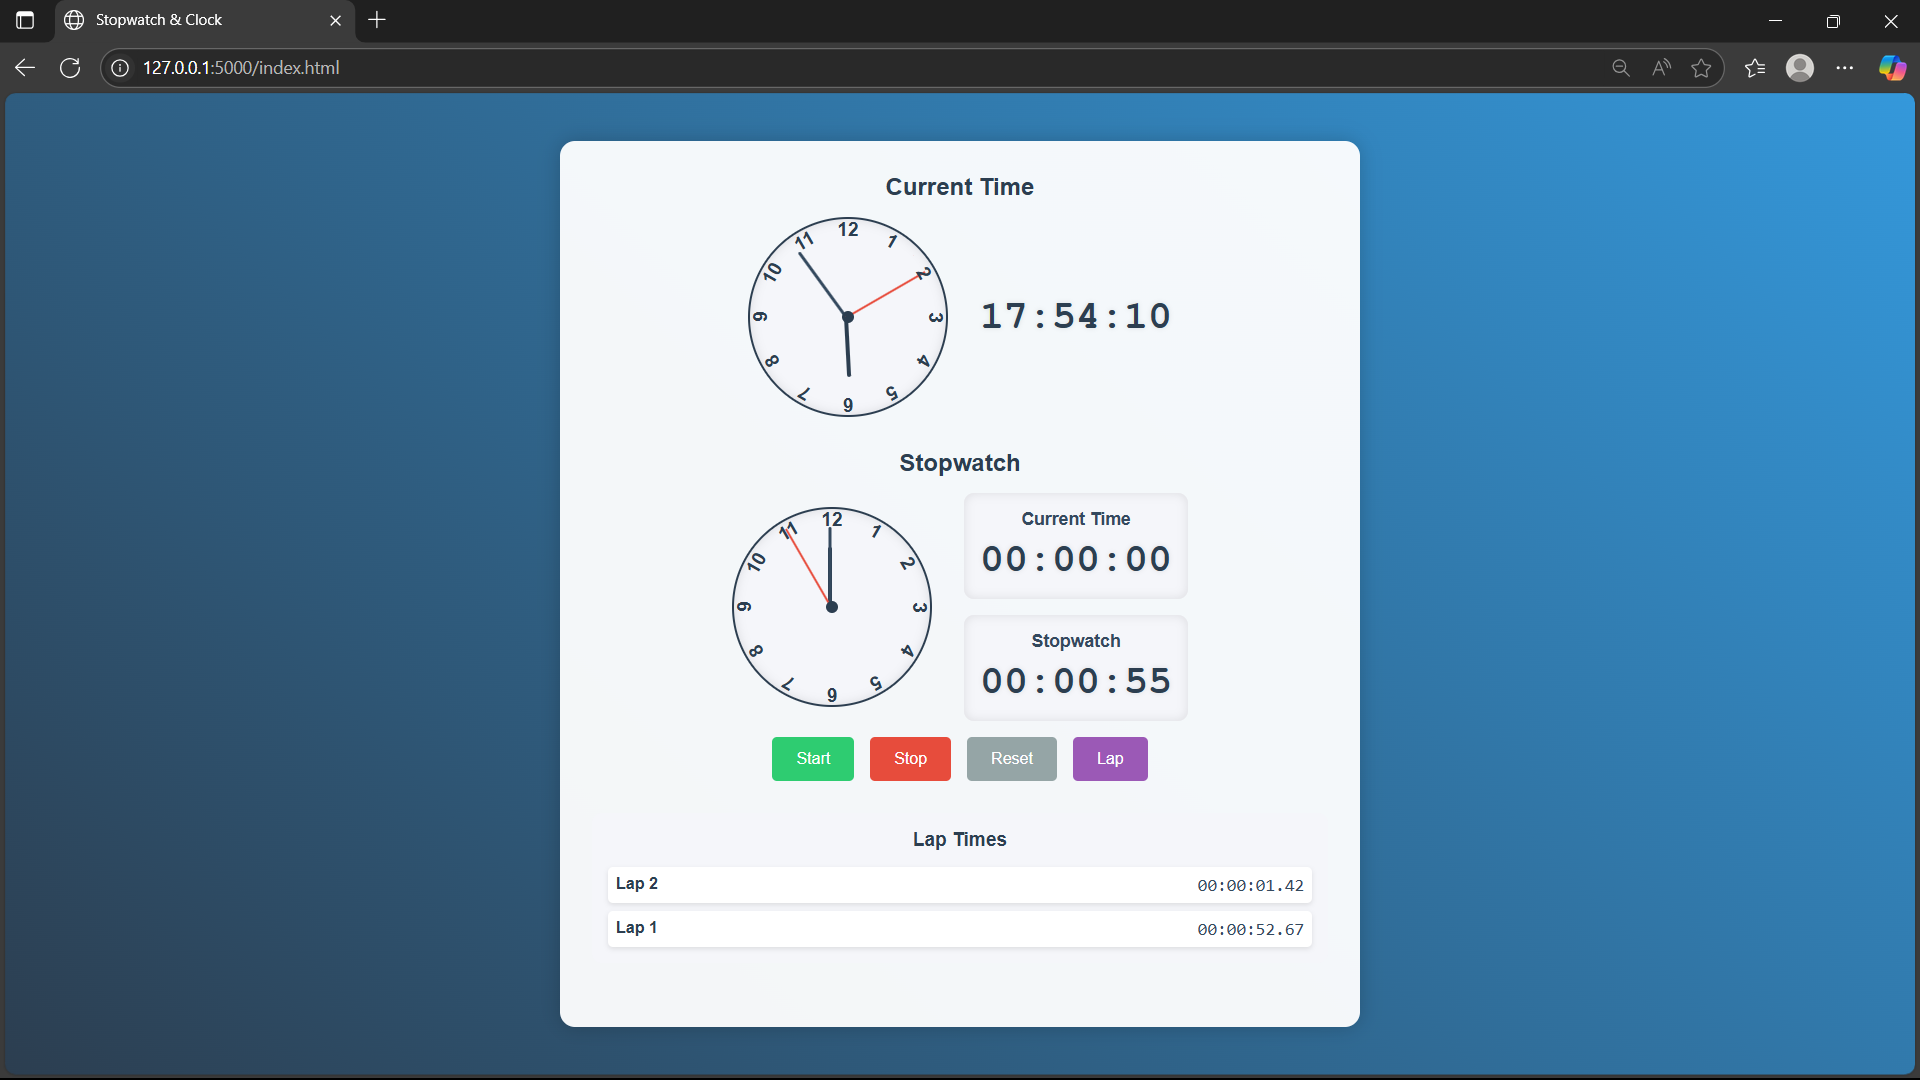 Stopwatch & Clock
127.0.0.1:5000/index.html
Current Time
12
1
2
3
4
5
6
7
8
9
10
11
17:54:10
Stopwatch
12
1
2
3
4
5
6
7
8
9
10
11
Current Time
00:00:00
Stopwatch
00:00:55
Start
Stop
Reset
Lap
Lap Times
Lap 2 00:00:01.42
Lap 1 00:00:52.67